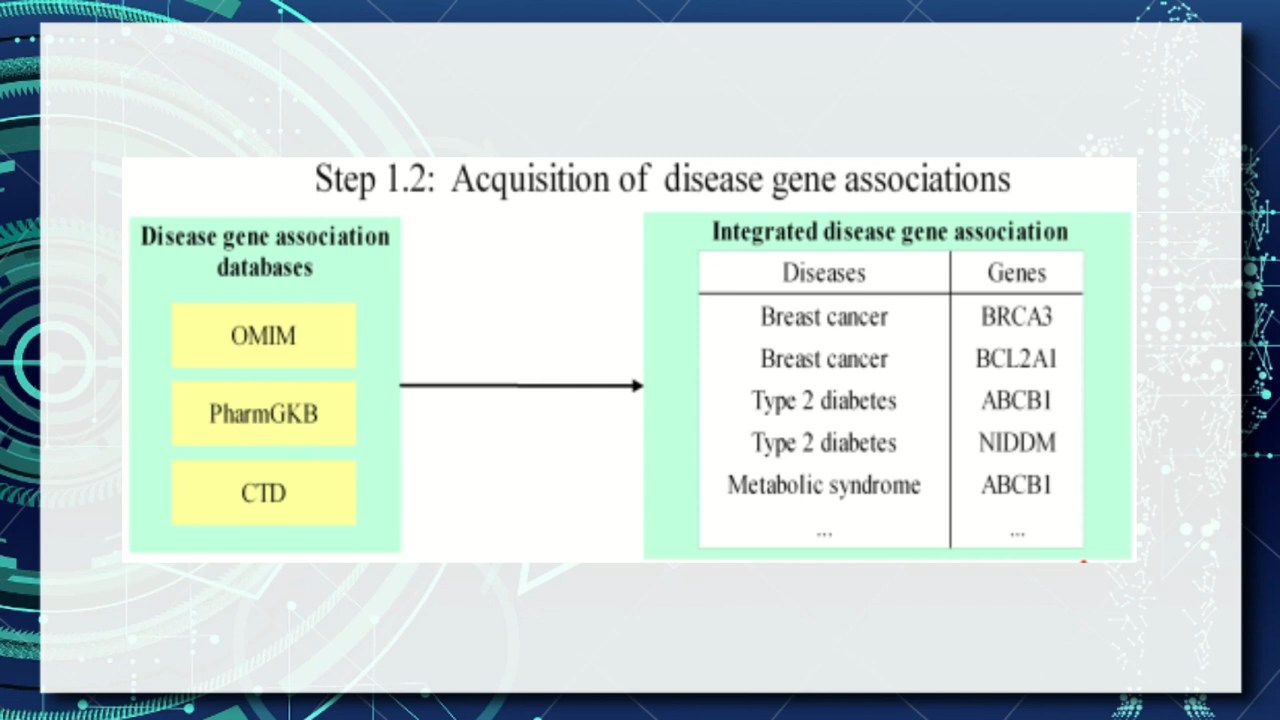 Step 1.2: Acquisition of disease gene associations
Disease gene association
databases
OMIM
PharmGKB
CTD
Integrated disease gene association
Diseases Genes
Breast cancer BRCA3
Breast cancer BCL2A1
Type 2 diabetes ABCB1
Type 2 diabetes NIDDM
Metabolic syndrome ABCB1
... ...